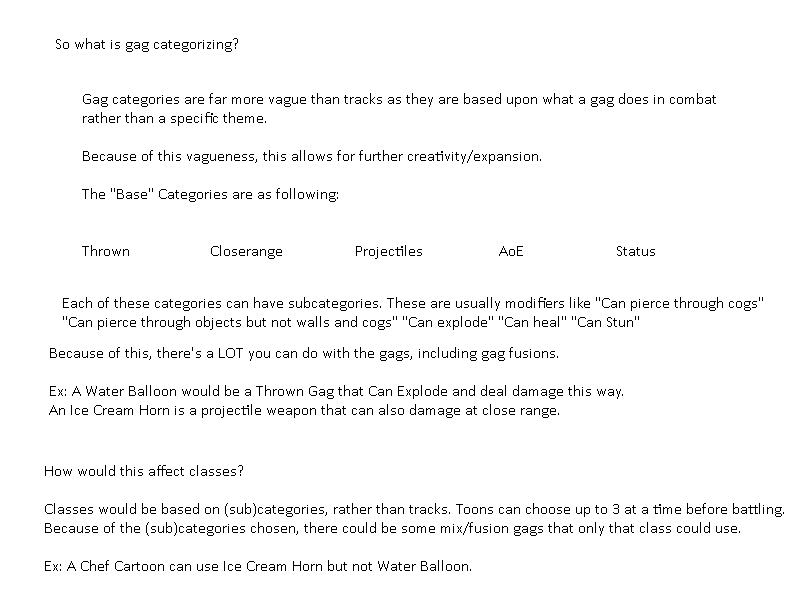 So what is gag categorizing?
Gag categories are far more vague than tracks as they are based upon what a gag does in combat
rather than a specific theme.
Because of this vagueness, this allows for further creativity/expansion.
The "Base" Categories are as following:
Thrown Closerange Projectiles AoE Status
Each of these categories can have subcategories. These are usually modifiers like "Can pierce through cogs"
"Can pierce through objects but not walls and cogs" "Can explode" "Can heal" "Can Stun"
Because of this, there's a LOT you can do with the gags, including gag fusions.
Ex: A Water Balloon would be a Thrown Gag that Can Explode and deal damage this way.
An Ice Cream Horn is a projectile weapon that can also damage at close range.
How would this affect classes?
Classes would be based on (sub)categories, rather than tracks. Toons can choose up to 3 at a time before battling.
Because of the (sub)categories chosen, there could be some mix/fusion gags that only that class could use.
Ex: A Chef Cartoon can use Ice Cream Horn but not Water Balloon.